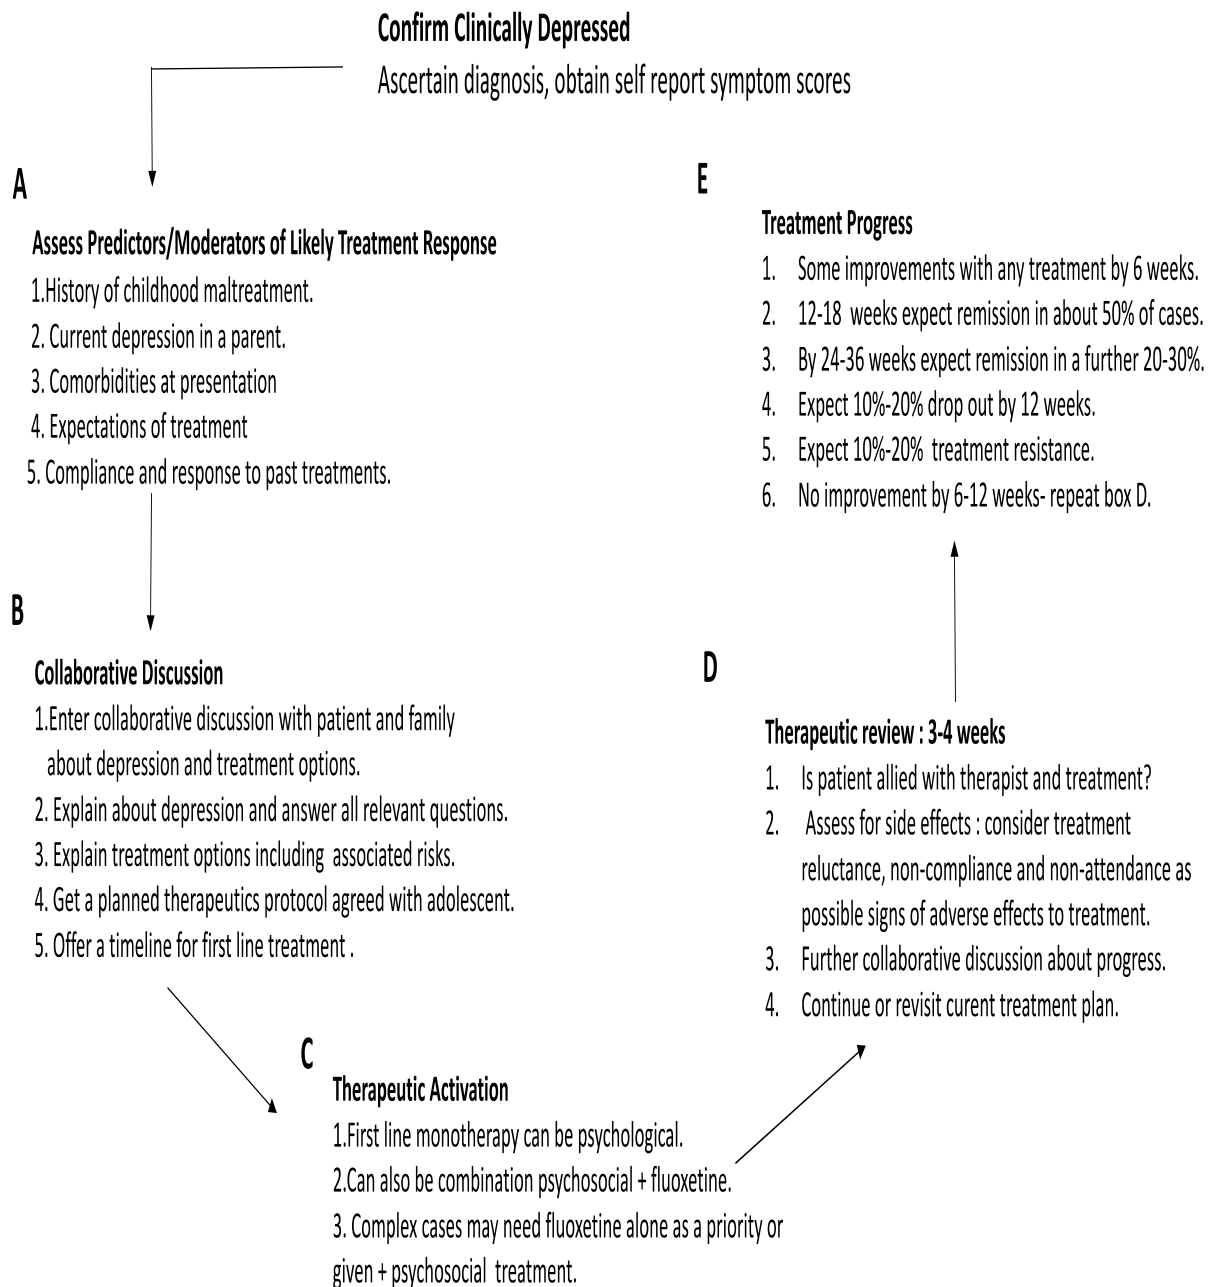 Confirm Clinically Depressed
Ascertain diagnosis, obtain self report symptom scores
A
Assess Predictors/Moderators of Likely Treatment Response
1.History of childhood maltreatment.
2. Current depression in a parent.
3. Comorbidities at presentation
4. Expectations of treatment
5. Compliance and response to past treatments.
B
Collaborative Discussion
1.Enter collaborative discussion with patient and family
about depression and treatment options.
2. Explain about depression and answer all relevant questions.
3. Explain treatment options including associated risks.
4. Get a planned therapeutics protocol agreed with adolescent.
5. Offer a timeline for first line treatment .
C
Therapeutic Activation
1.First line monotherapy can be psychological.
2.Can also be combination psychosocial + fluoxetine.
3. Complex cases may need fluoxetine alone as a priority or
given + psychosocial treatment.
D
Therapeutic review : 3-4 weeks
1. Is patient allied with therapist and treatment?
2. Assess for side effects : consider treatment
reluctance, non-compliance and non-attendance as
possible signs of adverse effects to treatment.
3. Further collaborative discussion about progress.
4. Continue or revisit curent treatment plan.
E
Treatment Progress
1. Some improvements with any treatment by 6 weeks.
2. 12-18 weeks expect remission in about 50% of cases.
3. By 24-36 weeks expect remission in a further 20-30%.
4. Expect 10%-20% drop out by 12 weeks.
5. Expect 10%-20% treatment resistance.
6. No improvement by 6-12 weeks- repeat box D.